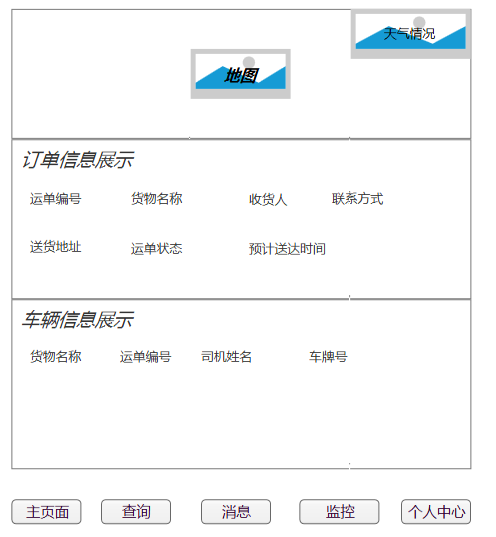 天气情况
地图
订单信息展示
运单编号 货物名称 收货人 联系方式
送货地址 运单状态 预计送达时间
车辆信息展示
货物名称 运单编号 司机姓名 车牌号
主页面 查询 消息 监控 个人中心